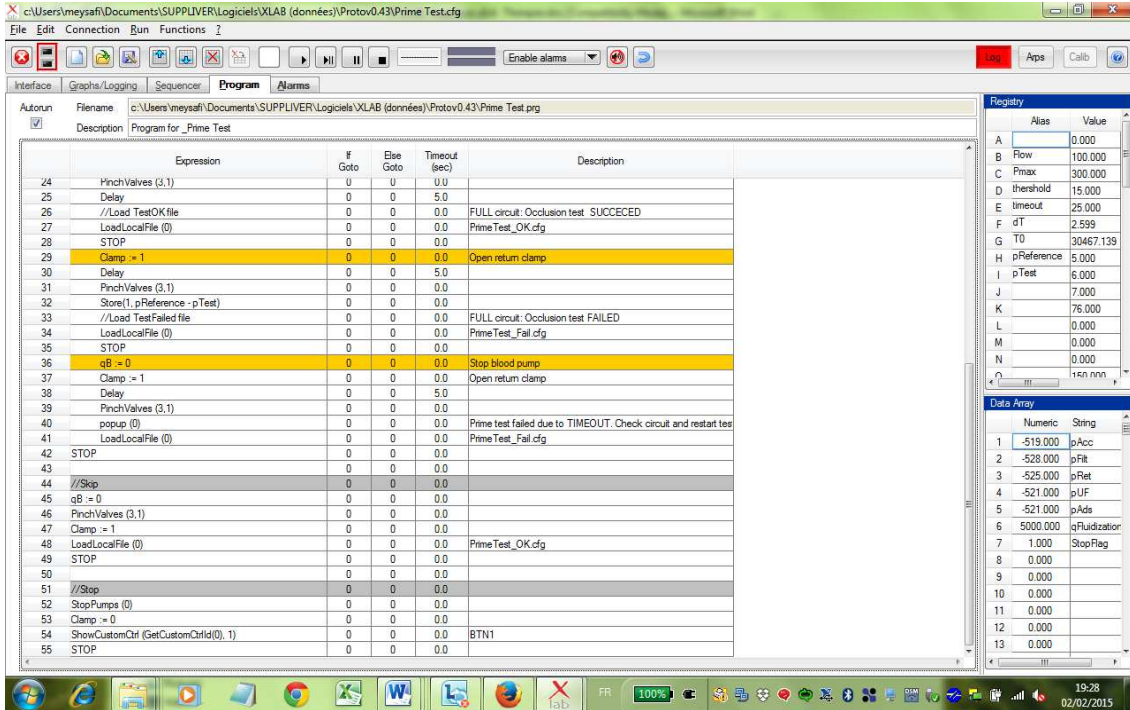 c:\Users\meysafi\Documents\SUPPLIVER\Logiciels\XLAB (données)\Protov0.43\Prime Test.cfg
File Edit Connection Run Functions ?
Enable alarms Log Arps Calib
Interface Graphs/Logging Sequencer Program Alarms
Autorun Filename c:\Users\meysafi\Documents\SUPPLIVER\Logiciels\XLAB (données)\Protov0.43\Prime Test.prg
Description Program for _Prime Test
Expression If Goto Else Goto Timeout (sec) Description
24 PinchValves (3,1) 0 0 0.0
25 Delay 0 0 5.0
26 //Load TestOK file 0 0 0.0 FULL circuit: Occlusion test SUCCECED
27 LoadLocalFile (0) 0 0 0.0 PrimeTest_OK.cfg
28 STOP 0 0 0.0
29 Clamp := 1 0 0 0.0 Open return clamp
30 Delay 0 0 5.0
31 PinchValves (3,1) 0 0 0.0
32 Store(1, pReference - pTest) 0 0 0.0
33 //Load TestFailed file 0 0 0.0 FULL circuit: Occlusion test FAILED
34 LoadLocalFile (0) 0 0 0.0 PrimeTest_Fail.cfg
35 STOP 0 0 0.0
36 qB := 0 0 0 0.0 Stop blood pump
37 Clamp := 1 0 0 0.0 Open return clamp
38 Delay 0 0 5.0
39 PinchValves (3,1) 0 0 0.0
40 popup (0) 0 0 0.0 Prime test failed due to TIMEOUT. Check circuit and restart tes
41 LoadLocalFile (0) 0 0 0.0 PrimeTest_Fail.cfg
42 STOP 0 0 0.0
43 0 0 0.0
44 //Skip 0 0 0.0
45 qB := 0 0 0 0.0
46 PinchValves (3,1) 0 0 0.0
47 Clamp := 1 0 0 0.0
48 LoadLocalFile (0) 0 0 0.0 PrimeTest_OK.cfg
49 STOP 0 0 0.0
50 0 0 0.0
51 //Stop 0 0 0.0
52 StopPumps (0) 0 0 0.0
53 Clamp := 0 0 0 0.0
54 ShowCustomCtrl (GetCustomCtrlId(0), 1) 0 0 0.0 BTN1
55 STOP 0 0 0.0
Registry
Alias Value
A 0.000
B Flow 100.000
C Pmax 300.000
D thershold 15.000
E timeout 25.000
F dT 2.599
G T0 30467.139
H pReference 5.000
I pTest 6.000
J 7.000
K 76.000
L 0.000
M 0.000
N 0.000
O 150.000
Data Array
Numeric String
1 -519.000 pAcc
2 -528.000 pFilt
3 -525.000 pRet
4 -521.000 pUF
5 -521.000 pAds
6 5000.000 qFluidization
7 1.000 StopFlag
8 0.000
9 0.000
10 0.000
11 0.000
12 0.000
13 0.000
lab FR 100% 19:28
02/02/2015